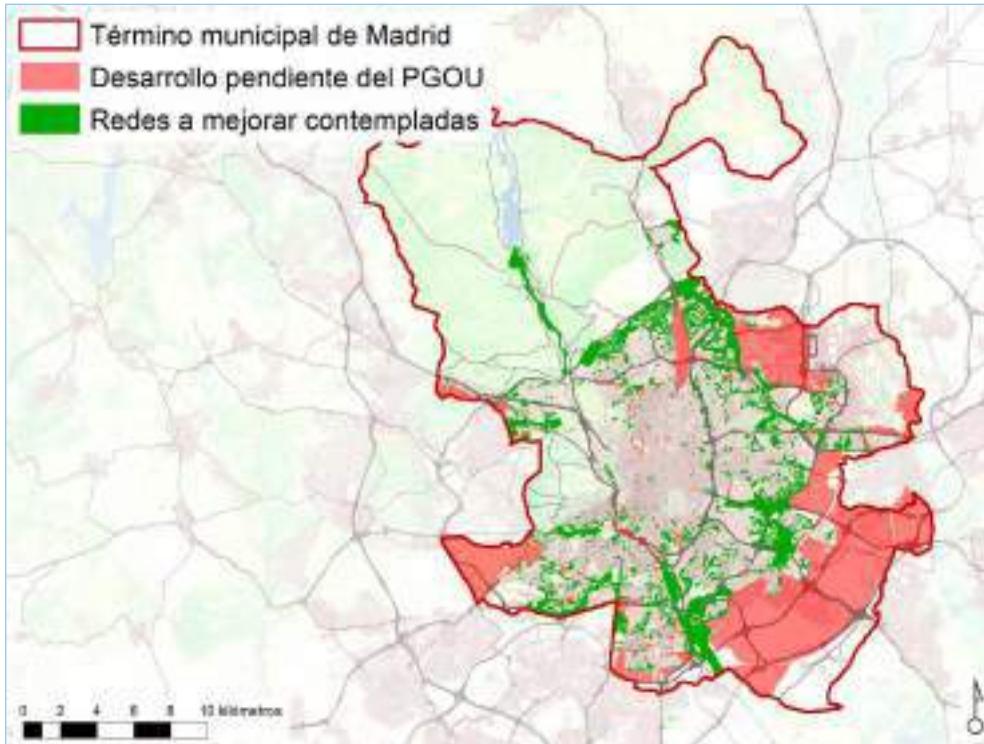 Término municipal de Madrid
Desarrollo pendiente del PGOU
Redes a mejorar contempladas
0 2 4 6 8 10 kilómetros